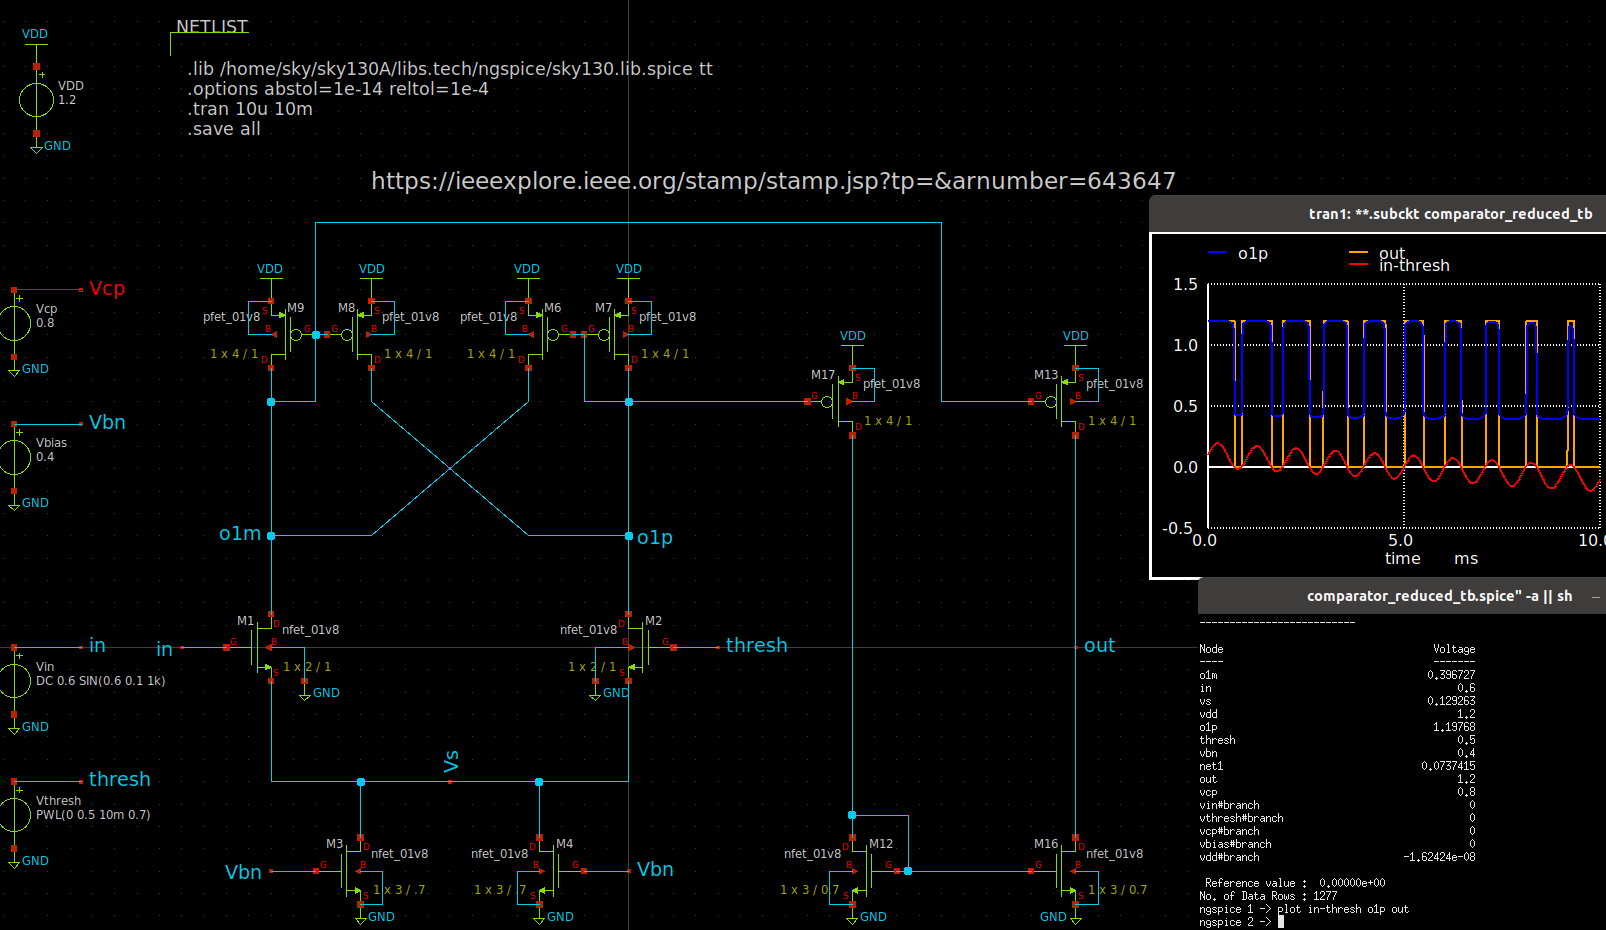 VDD
VDD
1.2
GND
NETLIST
.lib /home/sky/sky130A/libs.tech/ngspice/sky130.lib.spice tt
.options abstol=1e-14 reltol=1e-4
.tran 10u 10m
.save all
https://ieeexplore.ieee.org/stamp/stamp.jsp?tp=&arnumber=643647
Vcp
Vcp
0.8
GND
Vbn
Vbias
0.4
GND
in
Vin
DC 0.6 SIN(0.6 0.1 1k)
GND
thresh
Vthresh
PWL(0 0.5 10m 0.7)
GND
VDD
VDD
VDD
VDD
S
M9
G
B
D
pfet_01v8
1 x 4 / 1
S
M8
G
B
D
pfet_01v8
1 x 4 / 1
S
M6
G
B
D
pfet_01v8
1 x 4 / 1
S
M7
G
B
D
pfet_01v8
1 x 4 / 1
VDD
M17
S
G
B
D
pfet_01v8
1 x 4 / 1
VDD
M13
S
G
B
D
pfet_01v8
1 x 4 / 1
o1m
o1p
in
M1
D
G
B
S
nfet_01v8
1 x 2 / 1
GND
M2
D
G
B
S
nfet_01v8
1 x 2 / 1
GND
thresh
out
Vs
Vbn
M3
D
G
B
S
nfet_01v8
1 x 3 / .7
GND
M4
D
G
B
S
nfet_01v8
1 x 3 / .7
GND
Vbn
M12
D
G
B
S
nfet_01v8
1 x 3 / 0.7
GND
M16
D
G
B
S
nfet_01v8
1 x 3 / 0.7
GND
tran1: **.subckt comparator_reduced_tb
o1p
out
in-thresh
1.5
1.0
0.5
0.0
-0.5
0.0
5.0
10.0
time
ms
comparator_reduced_tb.spice" -a || sh
--------------------------
Node Voltage
---- -------
o1m 0.396727
in 0.6
vs 0.129263
vdd 1.2
o1p 1.19768
thresh 0.5
vbn 0.4
net1 0.0737415
out 1.2
vcp 0.8
vin#branch 0
vthresh#branch 0
vcp#branch 0
vbias#branch 0
vdd#branch -1.62424e-08
Reference value : 0.00000e+00
No. of Data Rows : 1277
ngspice 1 -> plot in-thresh o1p out
ngspice 2 ->